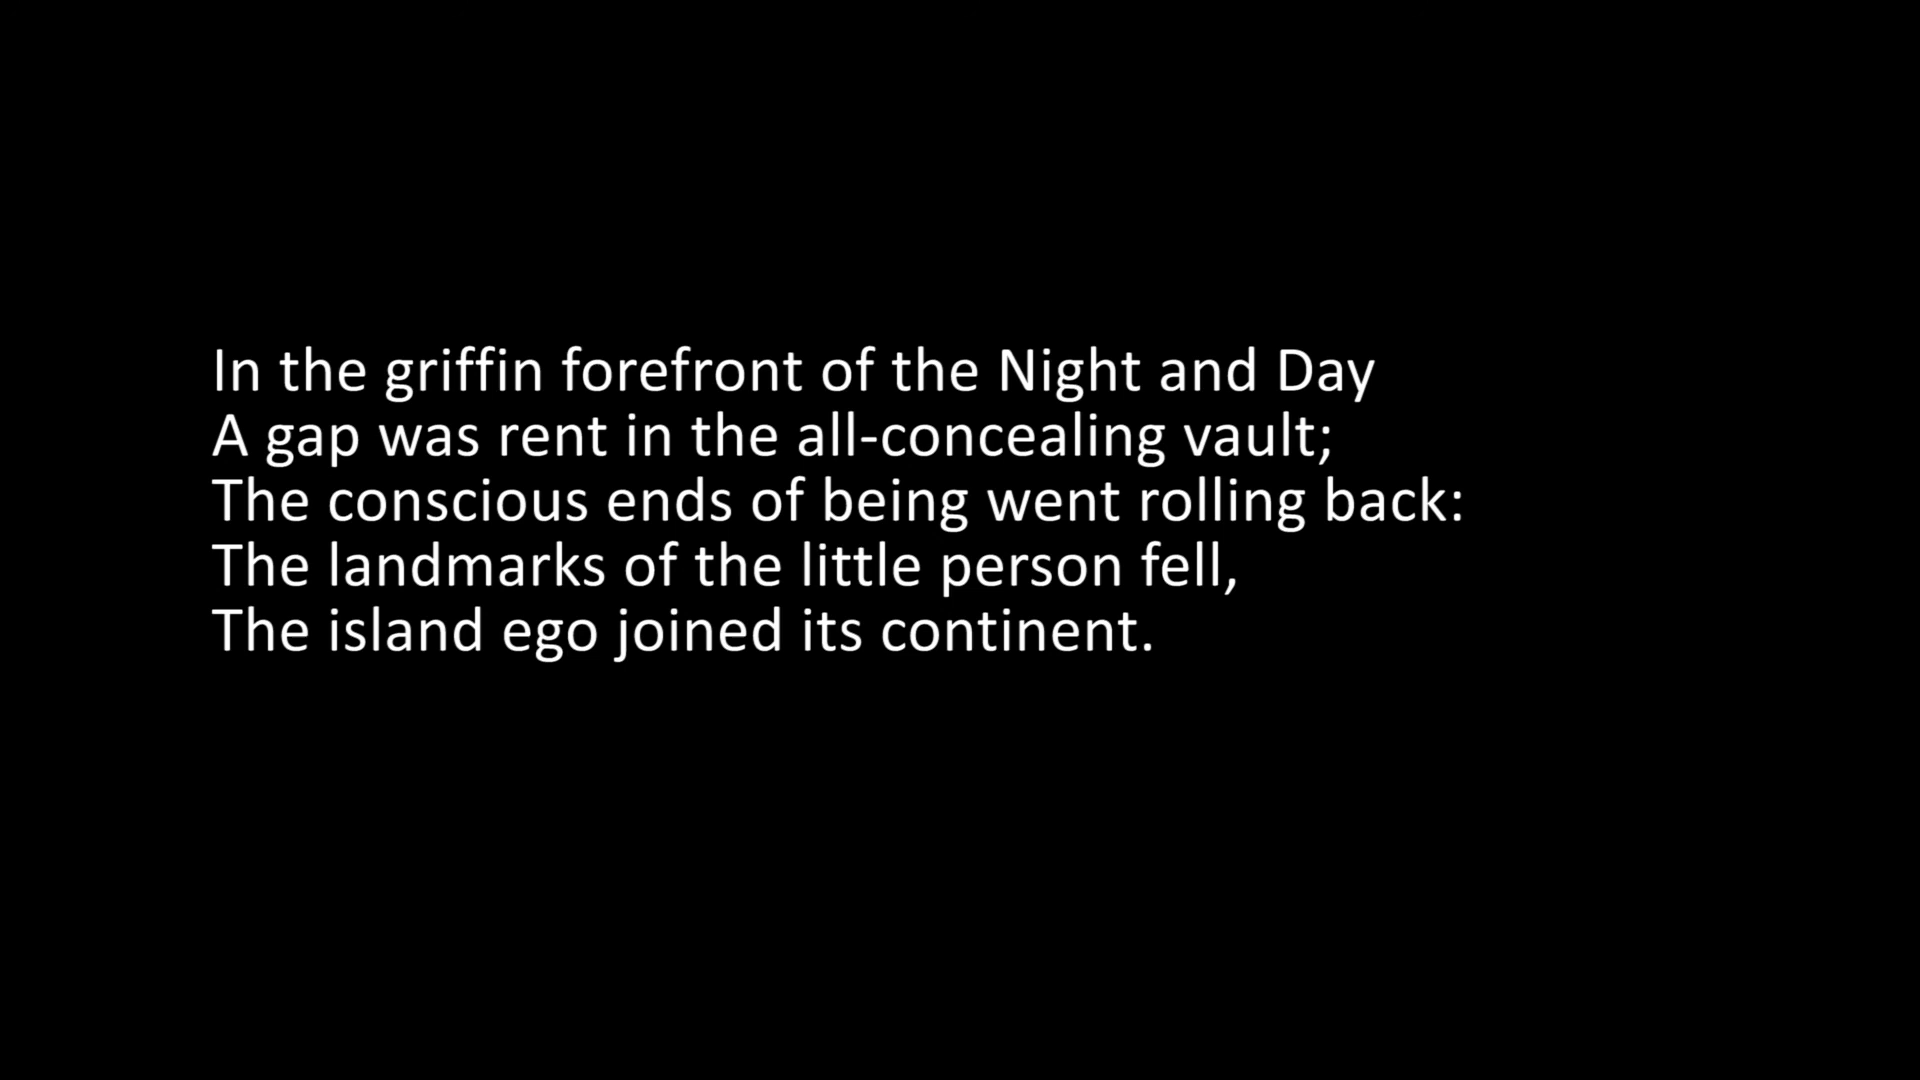 In the griffin forefront of the Night and Day
A gap was rent in the all-concealing vault;
The conscious ends of being went rolling back:
The landmarks of the little person fell,
The island ego joined its continent.